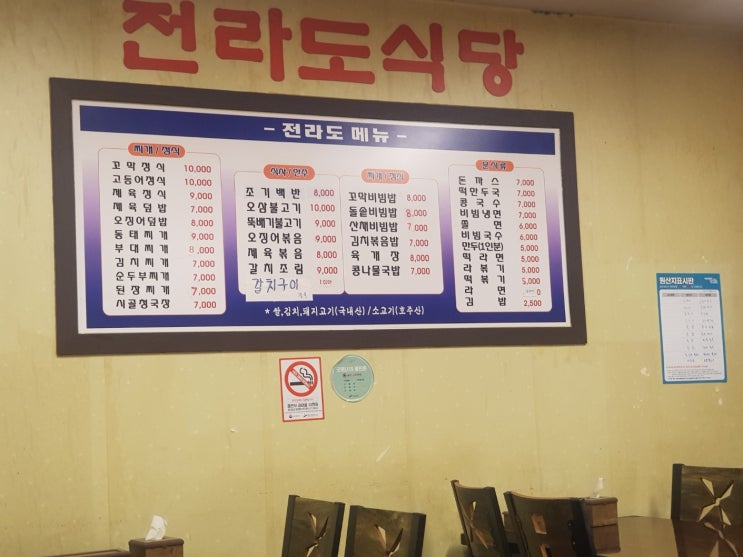 전라도식당
- 전라도 메뉴 -
찌개/정식
꼬막정식 10,000
고등어정식 10,000
제육정식 9,000
제육덮밥 7,000
오징어덮밥 8,000
동태찌개 9,000
부대찌개 8,000
김치찌개 7,000
순두부찌개 7,000
된장찌개 7,000
시골청국장 7,000
식사/안주
조기백반 8,000
오삼불고기 10,000
뚝배기불고기 9,000
오징어볶음 9,000
제육볶음 8,000
갈치조림 9,000
갈치구이
찌개/정식
꼬막비빔밥 8,000
돌솥비빔밥 8,000
산채비빔밥 7,000
김치볶음밥 7,000
육개장 8,000
콩나물국밥 7,000
분식류
돈까스 7,000
떡만두국 7,000
콩국수 7,000
비빔냉면 7,000
쫄면 6,000
비빔국수 6,000
만두(1인분) 5,000
떡라면 5,000
라볶기 5,000
떡볶기 5,000
라면
김밥 2,500
* 쌀,김치,돼지고기(국내산) /소고기(호주산)
원산지표시판